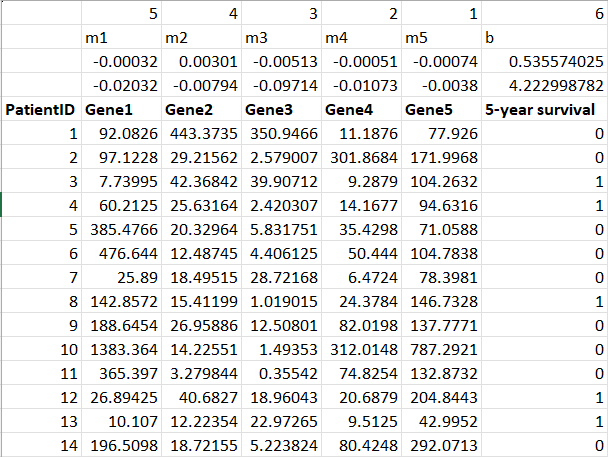 5 4 3 2 1 6
m1 m2 m3 m4 m5 b
-0.00032 0.00301 -0.00513 -0.00051 -0.00074 0.535574025
-0.02032 -0.00794 -0.09714 -0.01073 -0.0038 4.222998782
PatientID Gene1 Gene2 Gene3 Gene4 Gene5 5-year survival
1 92.0826 443.3735 350.9466 11.1876 77.926 0
2 97.1228 29.21562 2.579007 301.8684 171.9968 0
3 7.73995 42.36842 39.90712 9.2879 104.2632 1
4 60.2125 25.63164 2.420307 14.1677 94.6316 1
5 385.4766 20.32964 5.831751 35.4298 71.0588 0
6 476.644 12.48745 4.406125 50.444 104.7838 0
7 25.89 18.49515 28.72168 6.4724 78.3981 0
8 142.8572 15.41199 1.019015 24.3784 146.7328 1
9 188.6454 26.95886 12.50801 82.0198 137.7771 0
10 1383.364 14.22551 1.49353 312.0148 787.2921 0
11 365.397 3.279844 0.35542 74.8254 132.8732 0
12 26.89425 40.6827 18.96043 20.6879 204.8443 1
13 10.107 12.22354 22.97265 9.5125 42.9952 1
14 196.5098 18.72155 5.223824 80.4248 292.0713 0